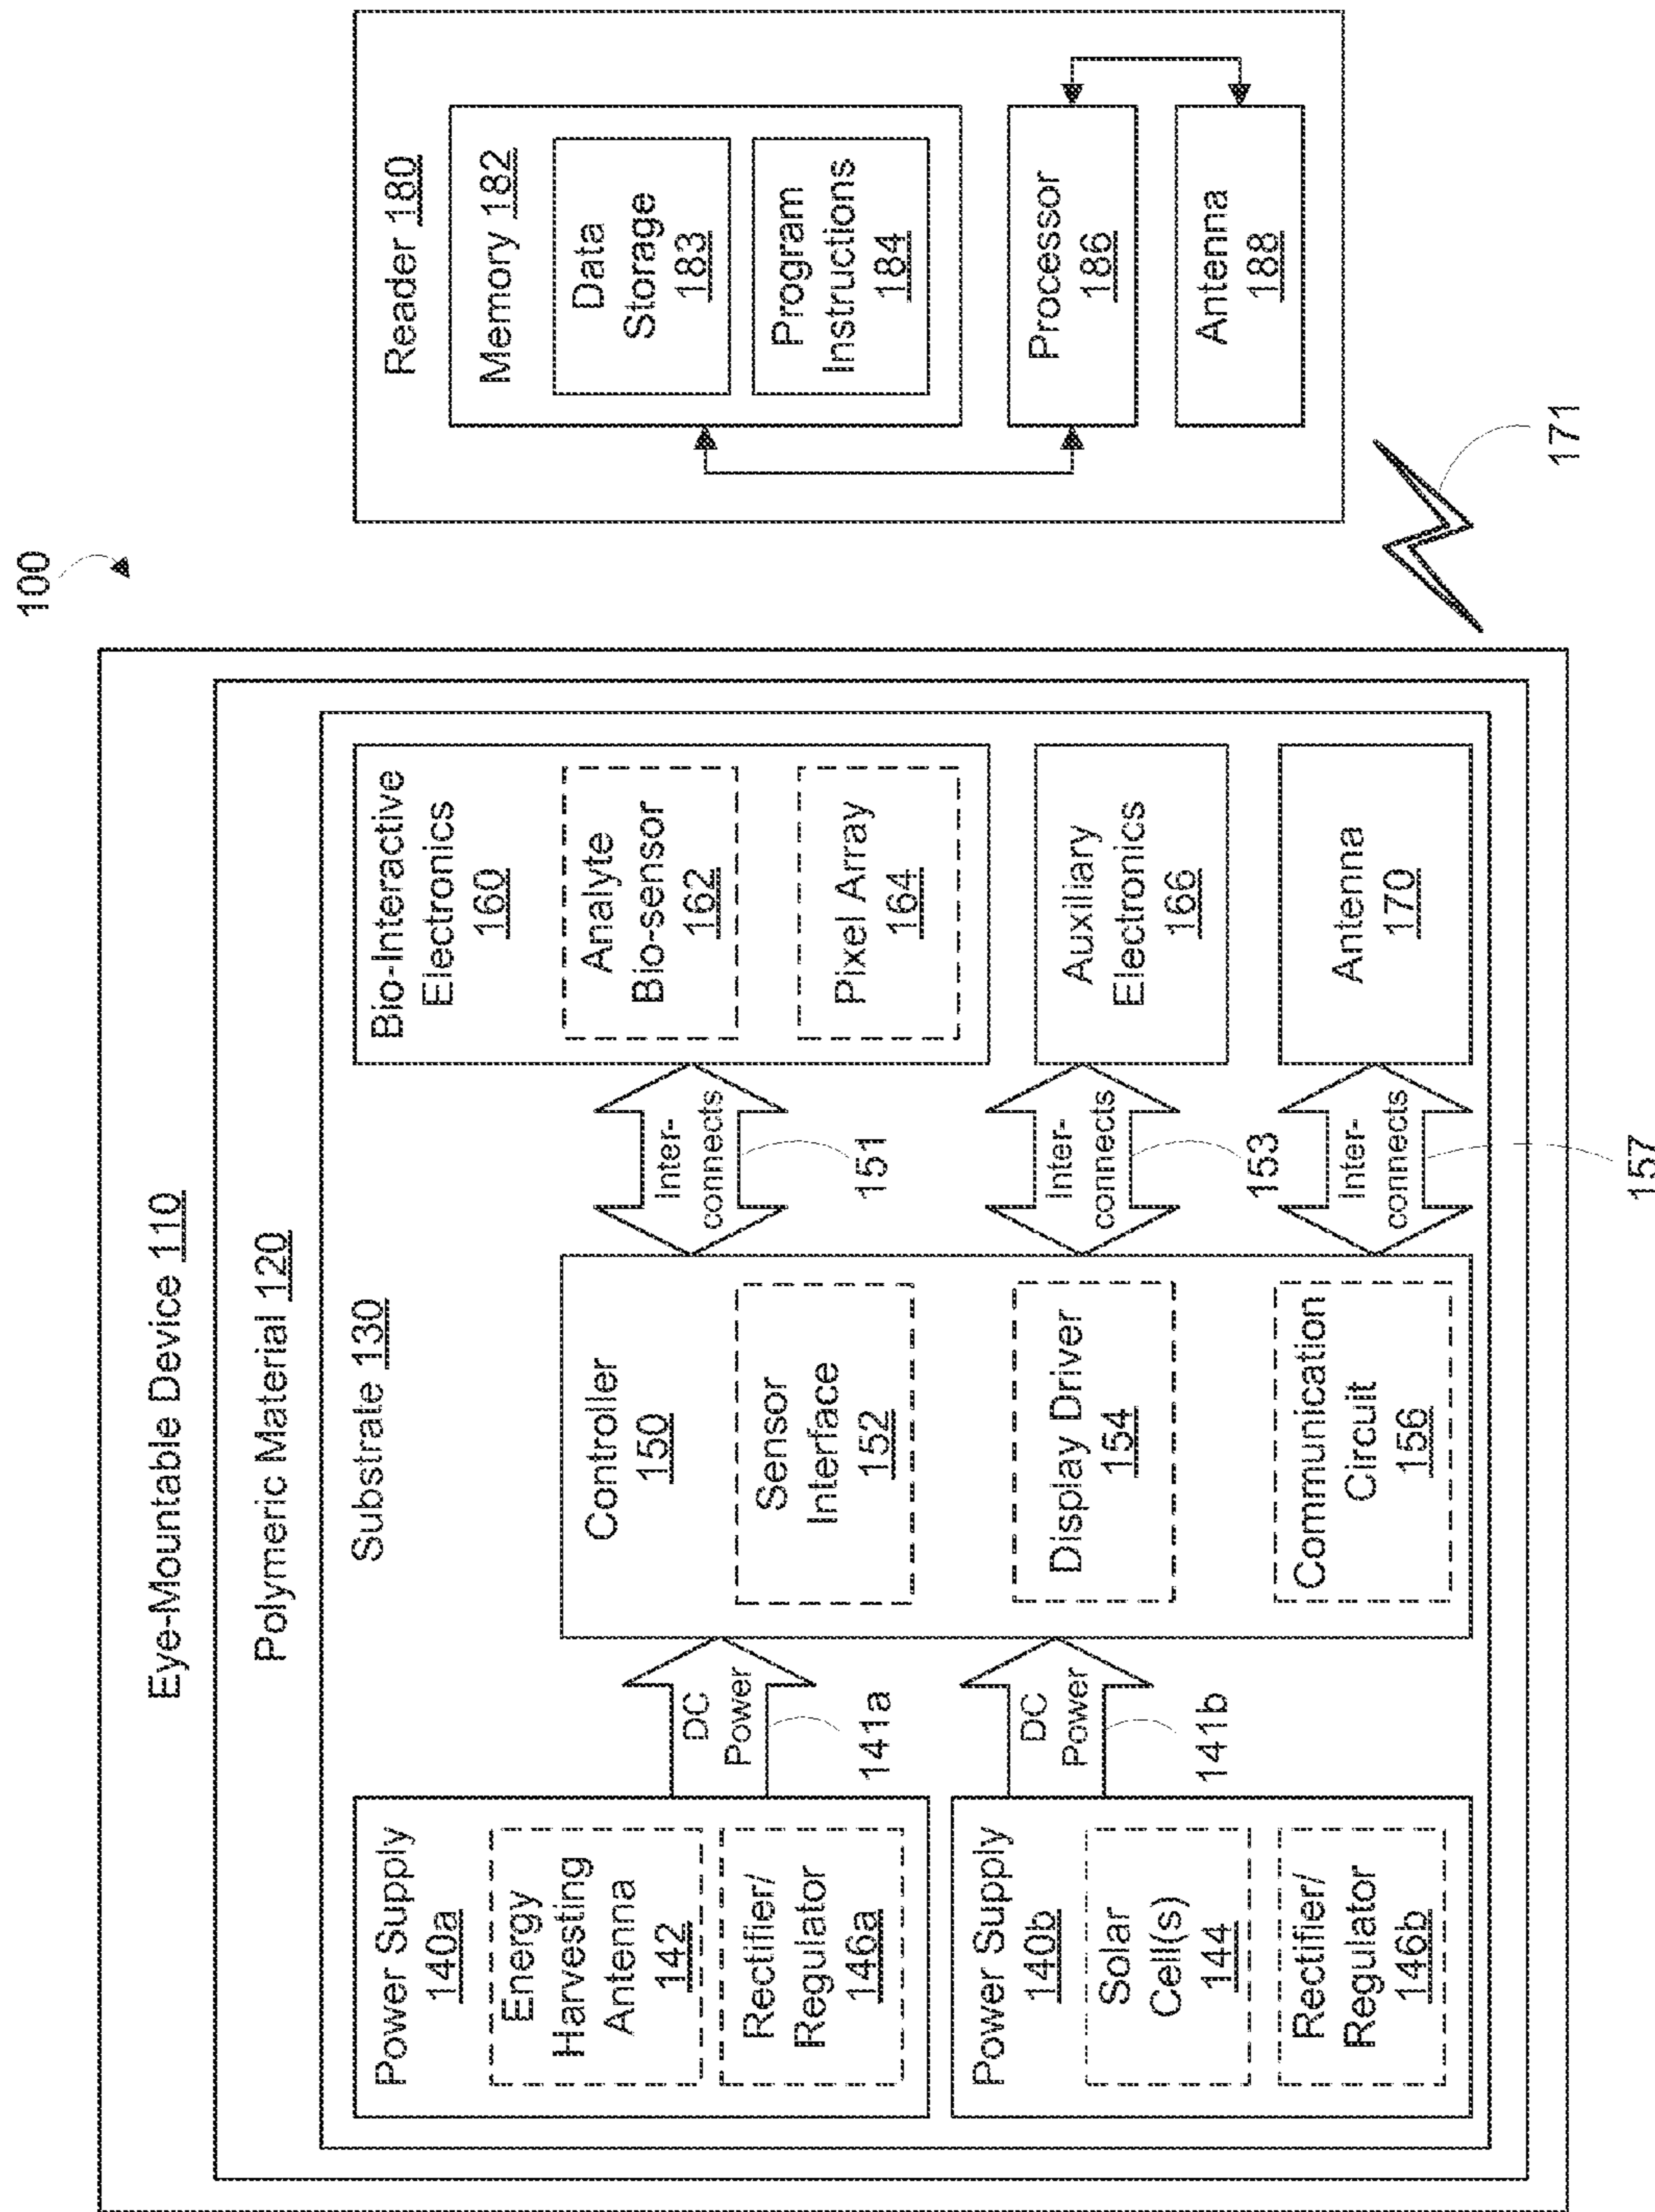 100
Eye-Mountable Device 110
Polymeric Material 120
Substrate 130
Power Supply
140a
Energy
Harvesting
Antenna
142
Rectifier/
Regulator
146a
Power Supply
140b
Solar
Cell(s)
144
Rectifier/
Regulator
146b
DC
Power
141a
DC
Power
141b
Controller
150
Sensor
Interface
152
Display Driver
154
Communication
Circuit
156
Inter-
connects
151
Inter-
connects
153
Inter-
connects
157
Bio-Interactive
Electronics
160
Analyte
Bio-sensor
162
Pixel Array
164
Auxiliary
Electronics
166
Antenna
170
171
Reader 180
Memory 182
Data
Storage
183
Program
Instructions
184
Processor
186
Antenna
188